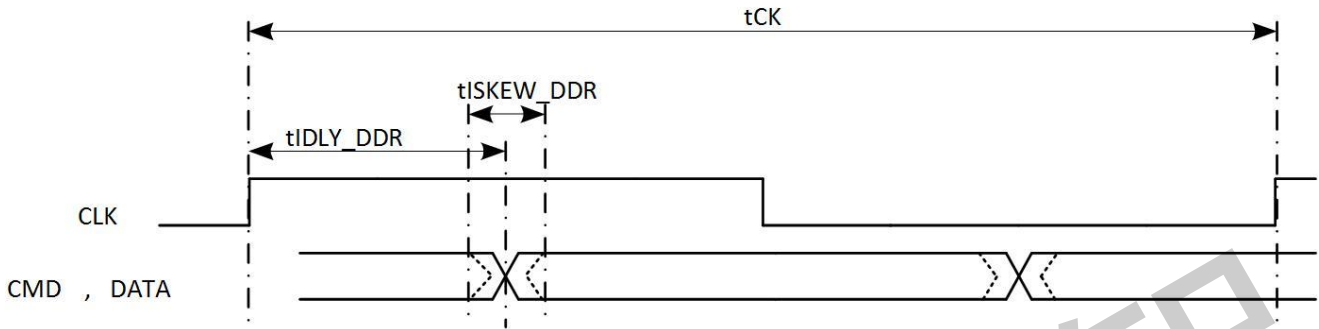 tCK
tISKEW_DDR
tIDLY_DDR
CLK
CMD , DATA